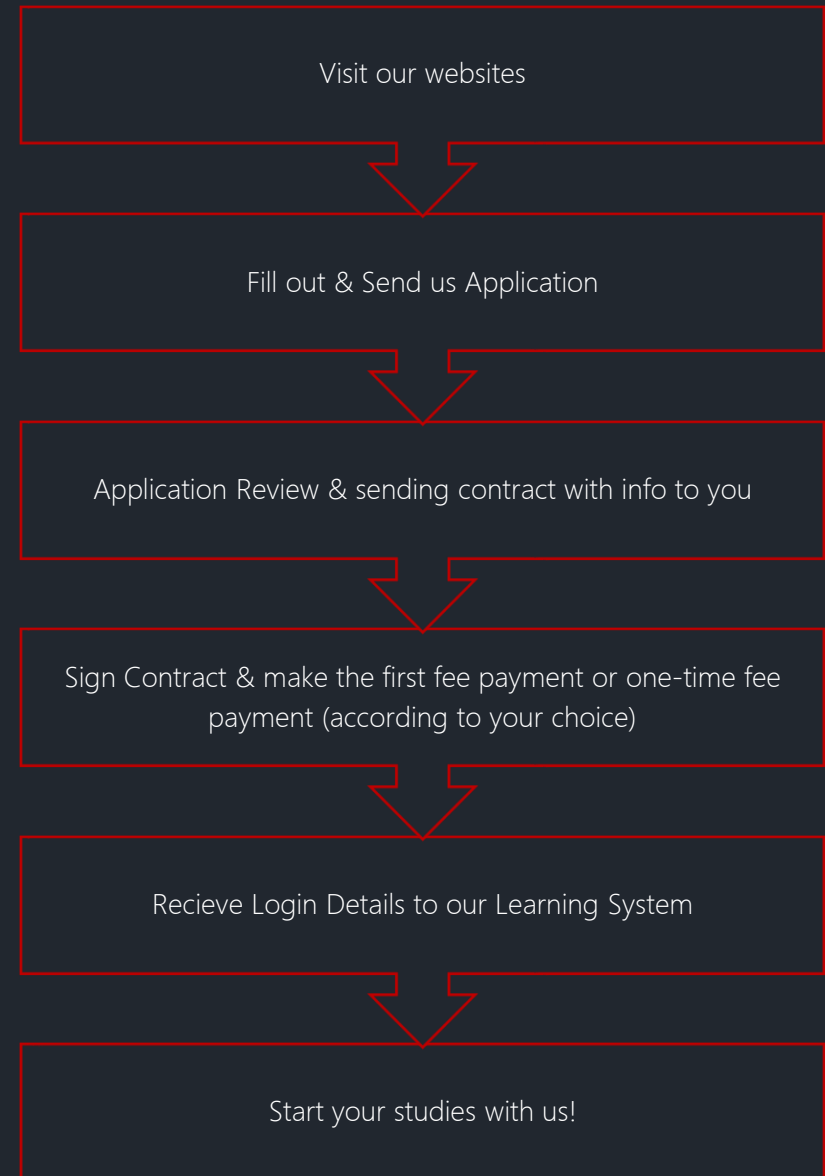 Visit our websites
Fill out & Send us Application
Application Review & sending contract with info to you
Sign Contract & make the first fee payment or one-time fee
payment (according to your choice)
Recieve Login Details to our Learning System
Start your studies with us!